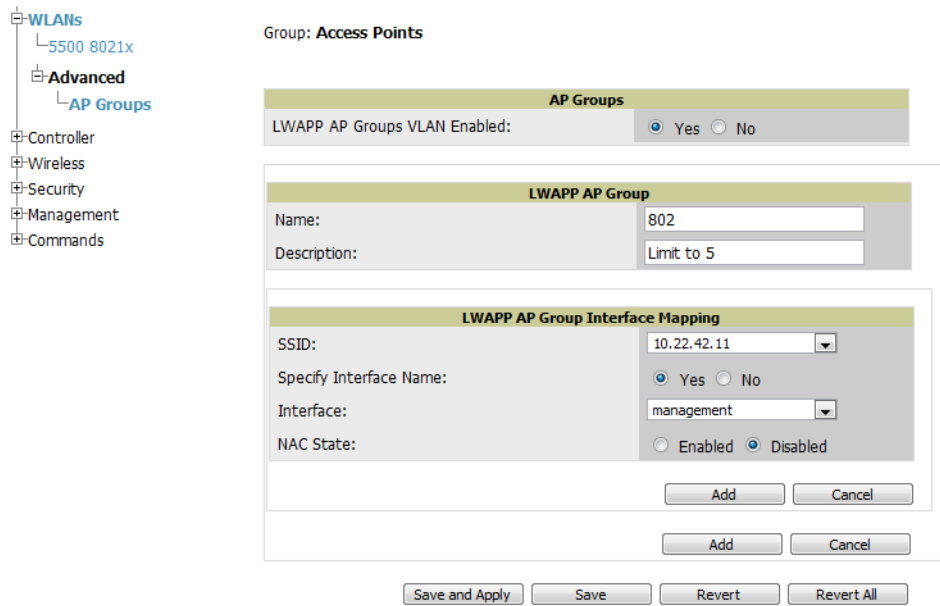 WLANs
5500 8021x
Advanced
AP Groups
Controller
Wireless
Security
Management
Commands
Group: Access Points
AP Groups
LWAPP AP Groups VLAN Enabled: Yes No
LWAPP AP Group
Name: 802
Description: Limit to 5
LWAPP AP Group Interface Mapping
SSID: 10.22.42.11
Specify Interface Name: Yes No
Interface: management
NAC State: Enabled Disabled
Add Cancel
Add Cancel
Save and Apply Save Revert Revert All